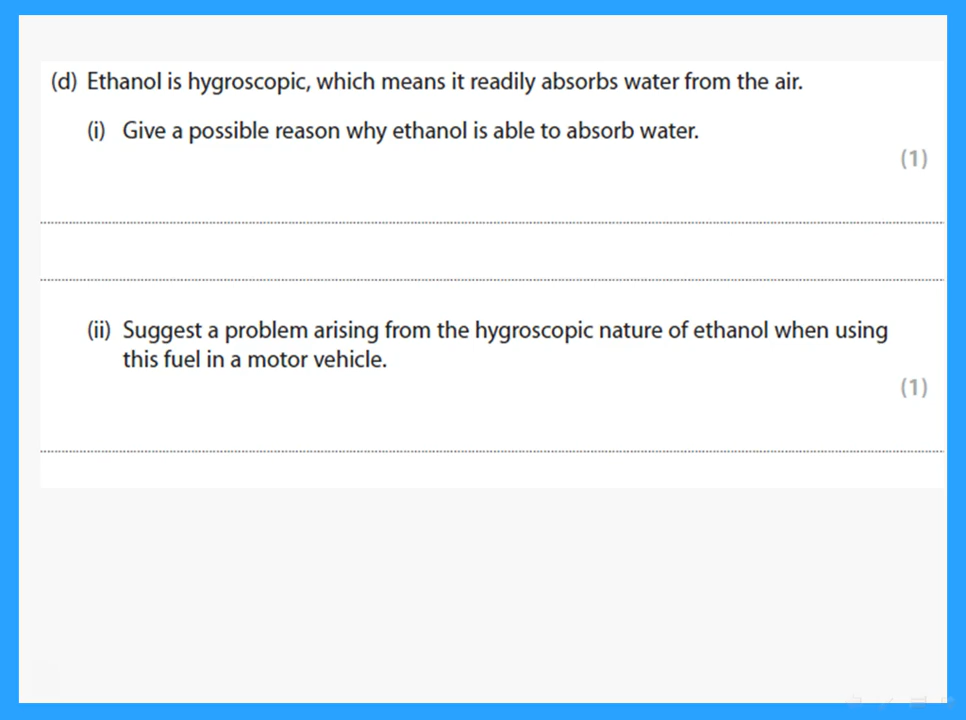 (d) Ethanol is hygroscopic, which means it readily absorbs water from the air.
(i) Give a possible reason why ethanol is able to absorb water.
(1)
(ii) Suggest a problem arising from the hygroscopic nature of ethanol when using
this fuel in a motor vehicle.
(1)